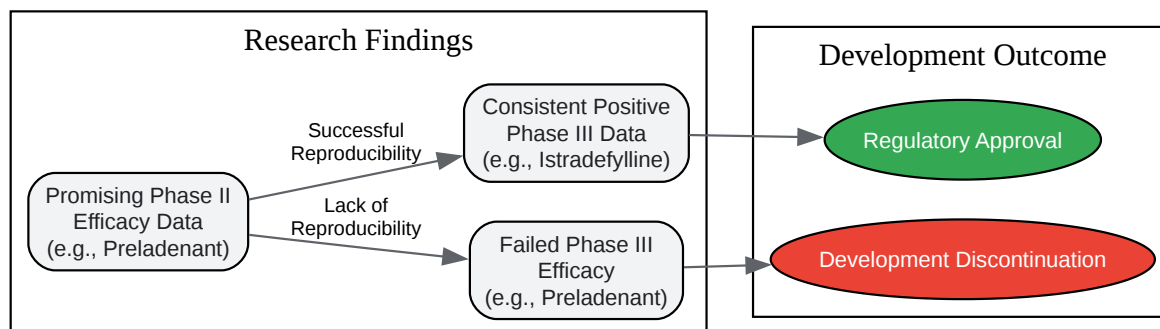 Research Findings
Development Outcome
Promising Phase II
Efficacy Data
(e.g., Preladenant)
Successful
Reproducibility
Lack of
Reproducibility
Consistent Positive
Phase III Data
(e.g., Istradefylline)
Failed Phase III
Efficacy
(e.g., Preladenant)
Regulatory Approval
Development Discontinuation